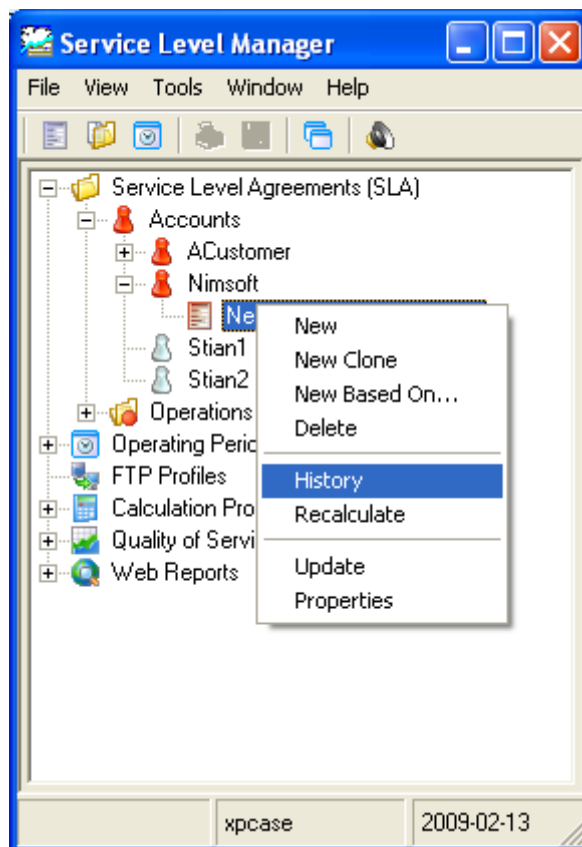 Service Level Manager
File View Tools Window Help
Service Level Agreements (SLA)
Accounts
ACustomer
Nimsoft
Ne
Stian1
Stian2
Operations
Operating Peric
FTP Profiles
Calculation Pro
Quality of Servi
Web Reports
New
New Clone
New Based On...
Delete
History
Recalculate
Update
Properties
xpcase 2009-02-13